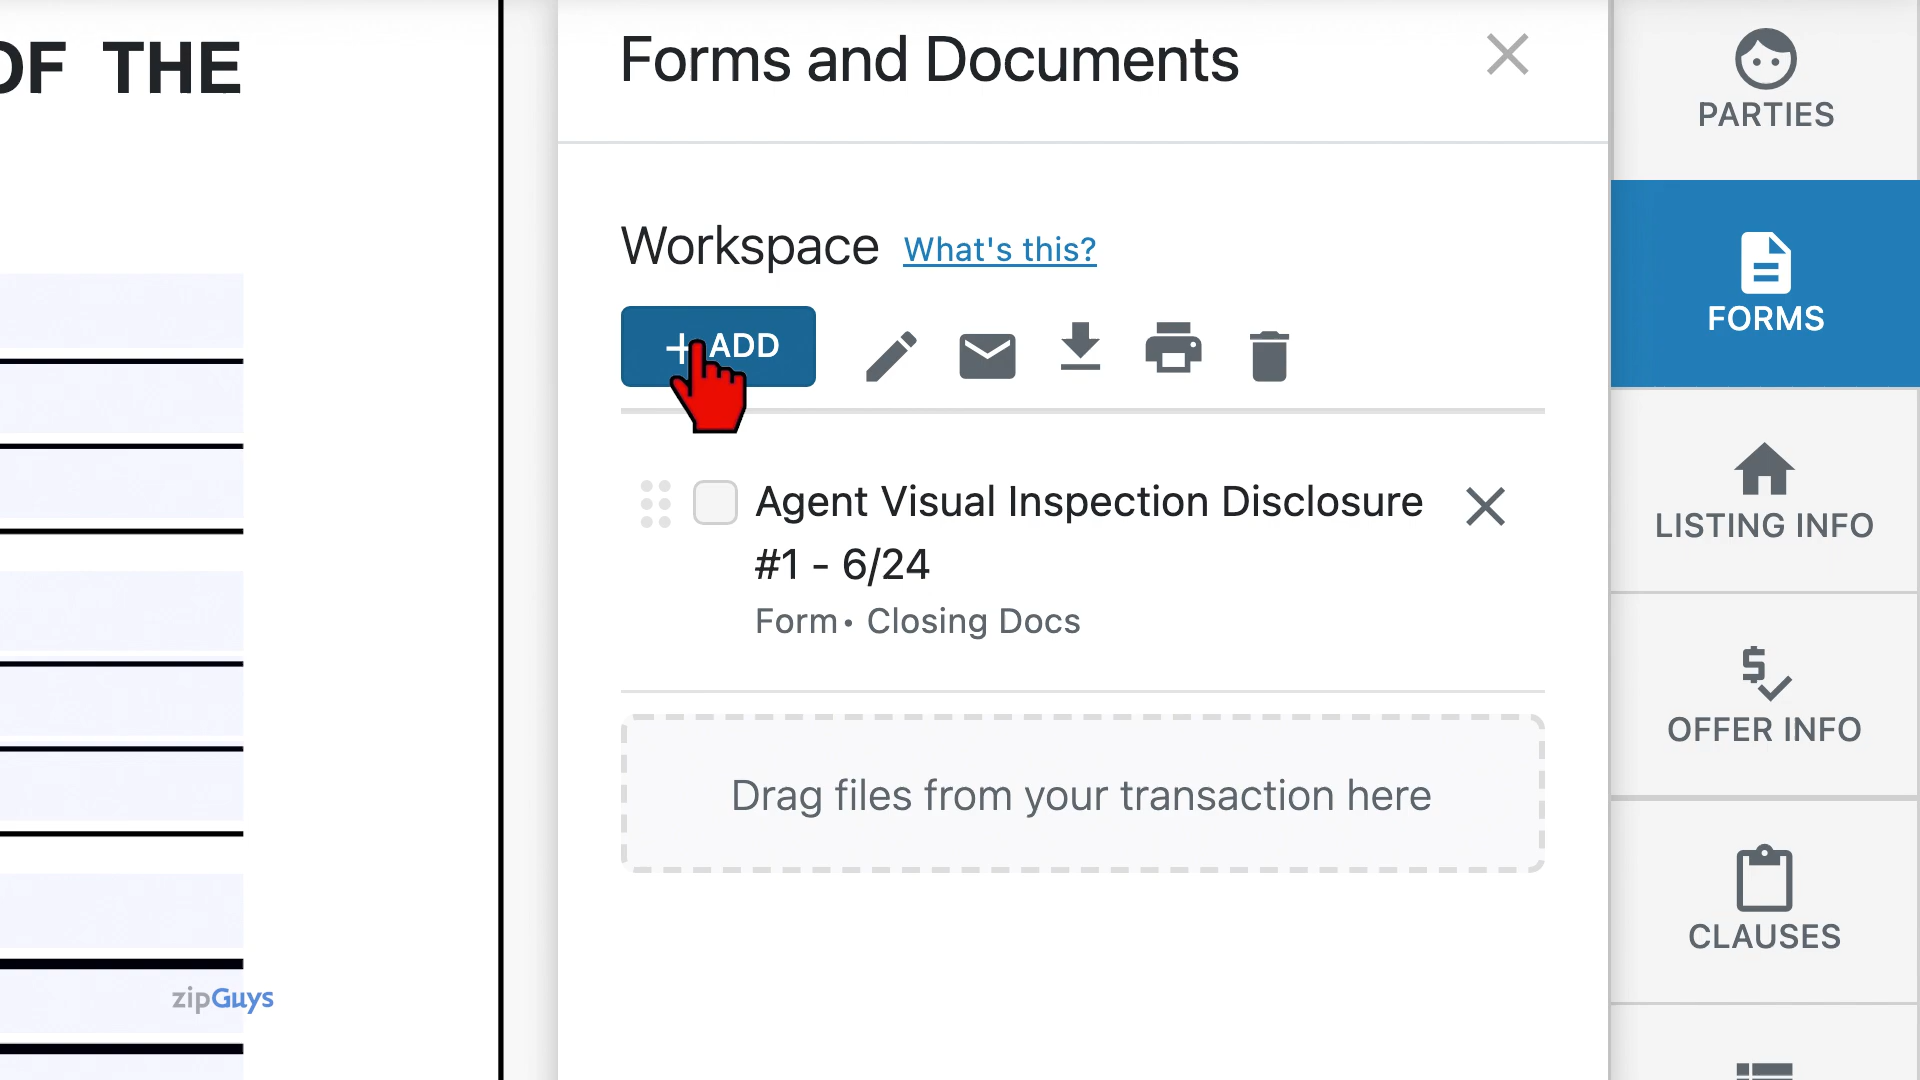 OF THE
Forms and Documents
Workspace What's this?
+ ADD
Agent Visual Inspection Disclosure
#1 - 6/24
Form • Closing Docs
Drag files from your transaction here
zipGuys
PARTIES
FORMS
LISTING INFO
OFFER INFO
CLAUSES